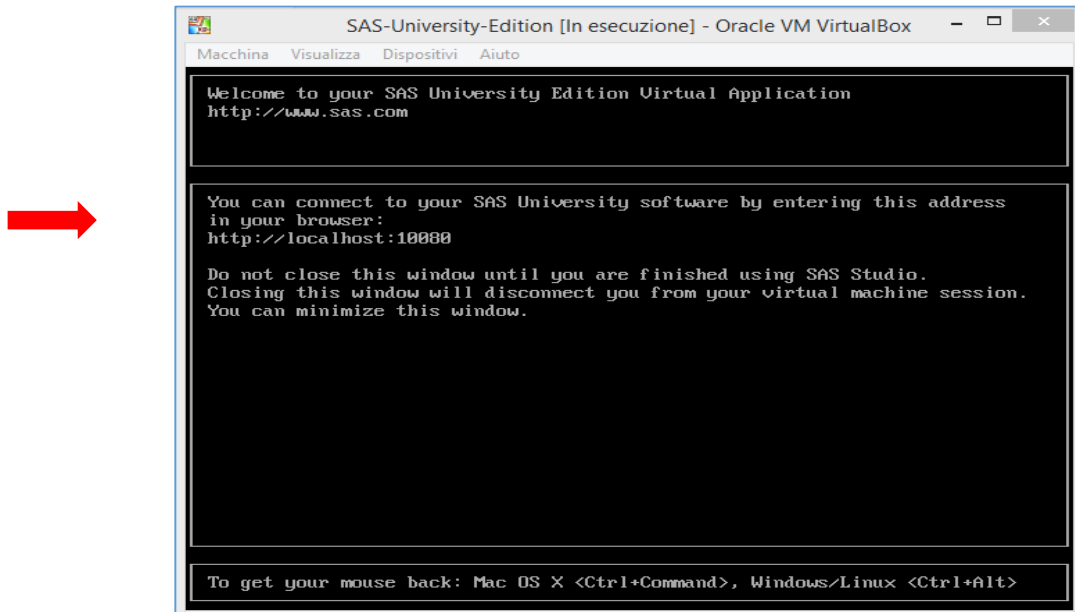 SAS-University-Edition [In esecuzione] - Oracle VM VirtualBox
Macchina Visualizza Dispositivi Aiuto
Welcome to your SAS University Edition Virtual Application
http://www.sas.com
You can connect to your SAS University software by entering this address
in your browser:
http://localhost:10080
Do not close this window until you are finished using SAS Studio.
Closing this window will disconnect you from your virtual machine session.
You can minimize this window.
To get your mouse back: Mac OS X <Ctrl+Command>, Windows/Linux <Ctrl+Alt>